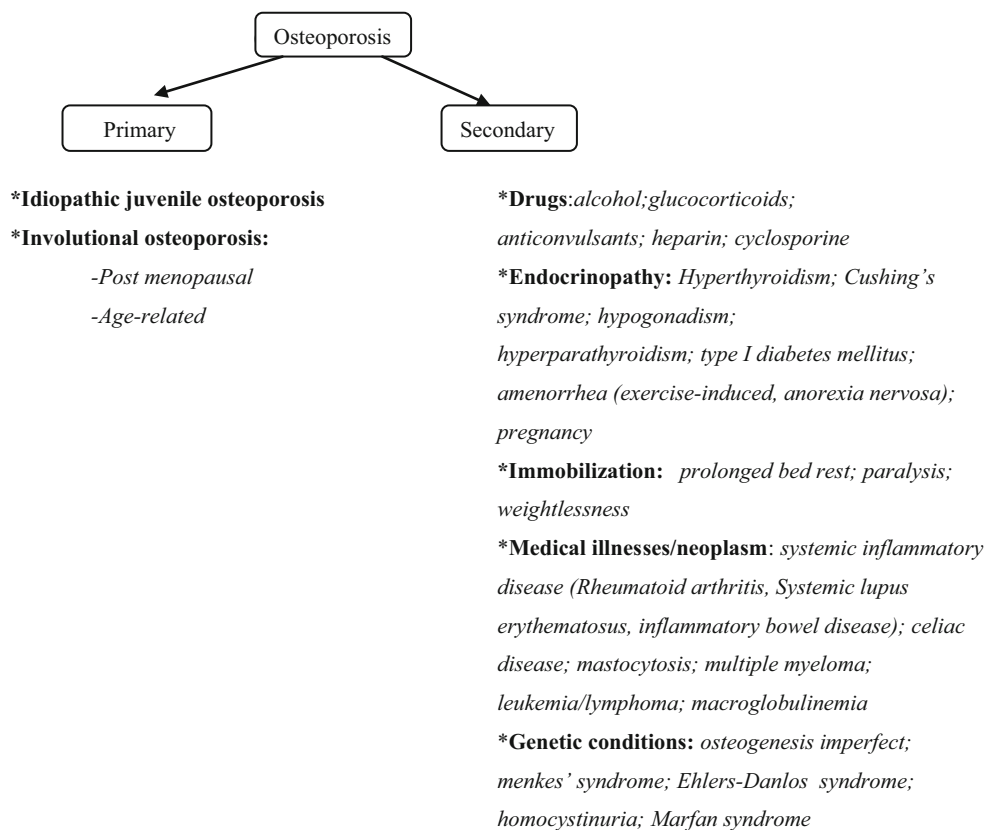 Osteoporosis
Primary
Secondary
*Idiopathic juvenile osteoporosis
*Involutional osteoporosis:
-Post menopausal
-Age-related
*Drugs:alcohol;glucocorticoids;
anticonvulsants; heparin; cyclosporine
*Endocrinopathy: Hyperthyroidism; Cushing’s
syndrome; hypogonadism;
hyperparathyroidism; type I diabetes mellitus;
amenorrhea (exercise-induced, anorexia nervosa);
pregnancy
*Immobilization: prolonged bed rest; paralysis;
weightlessness
*Medical illnesses/neoplasm: systemic inflammatory
disease (Rheumatoid arthritis, Systemic lupus
erythematosus, inflammatory bowel disease); celiac
disease; mastocytosis; multiple myeloma;
leukemia/lymphoma; macroglobulinemia
*Genetic conditions: osteogenesis imperfect;
menkes’ syndrome; Ehlers-Danlos syndrome;
homocystinuria; Marfan syndrome